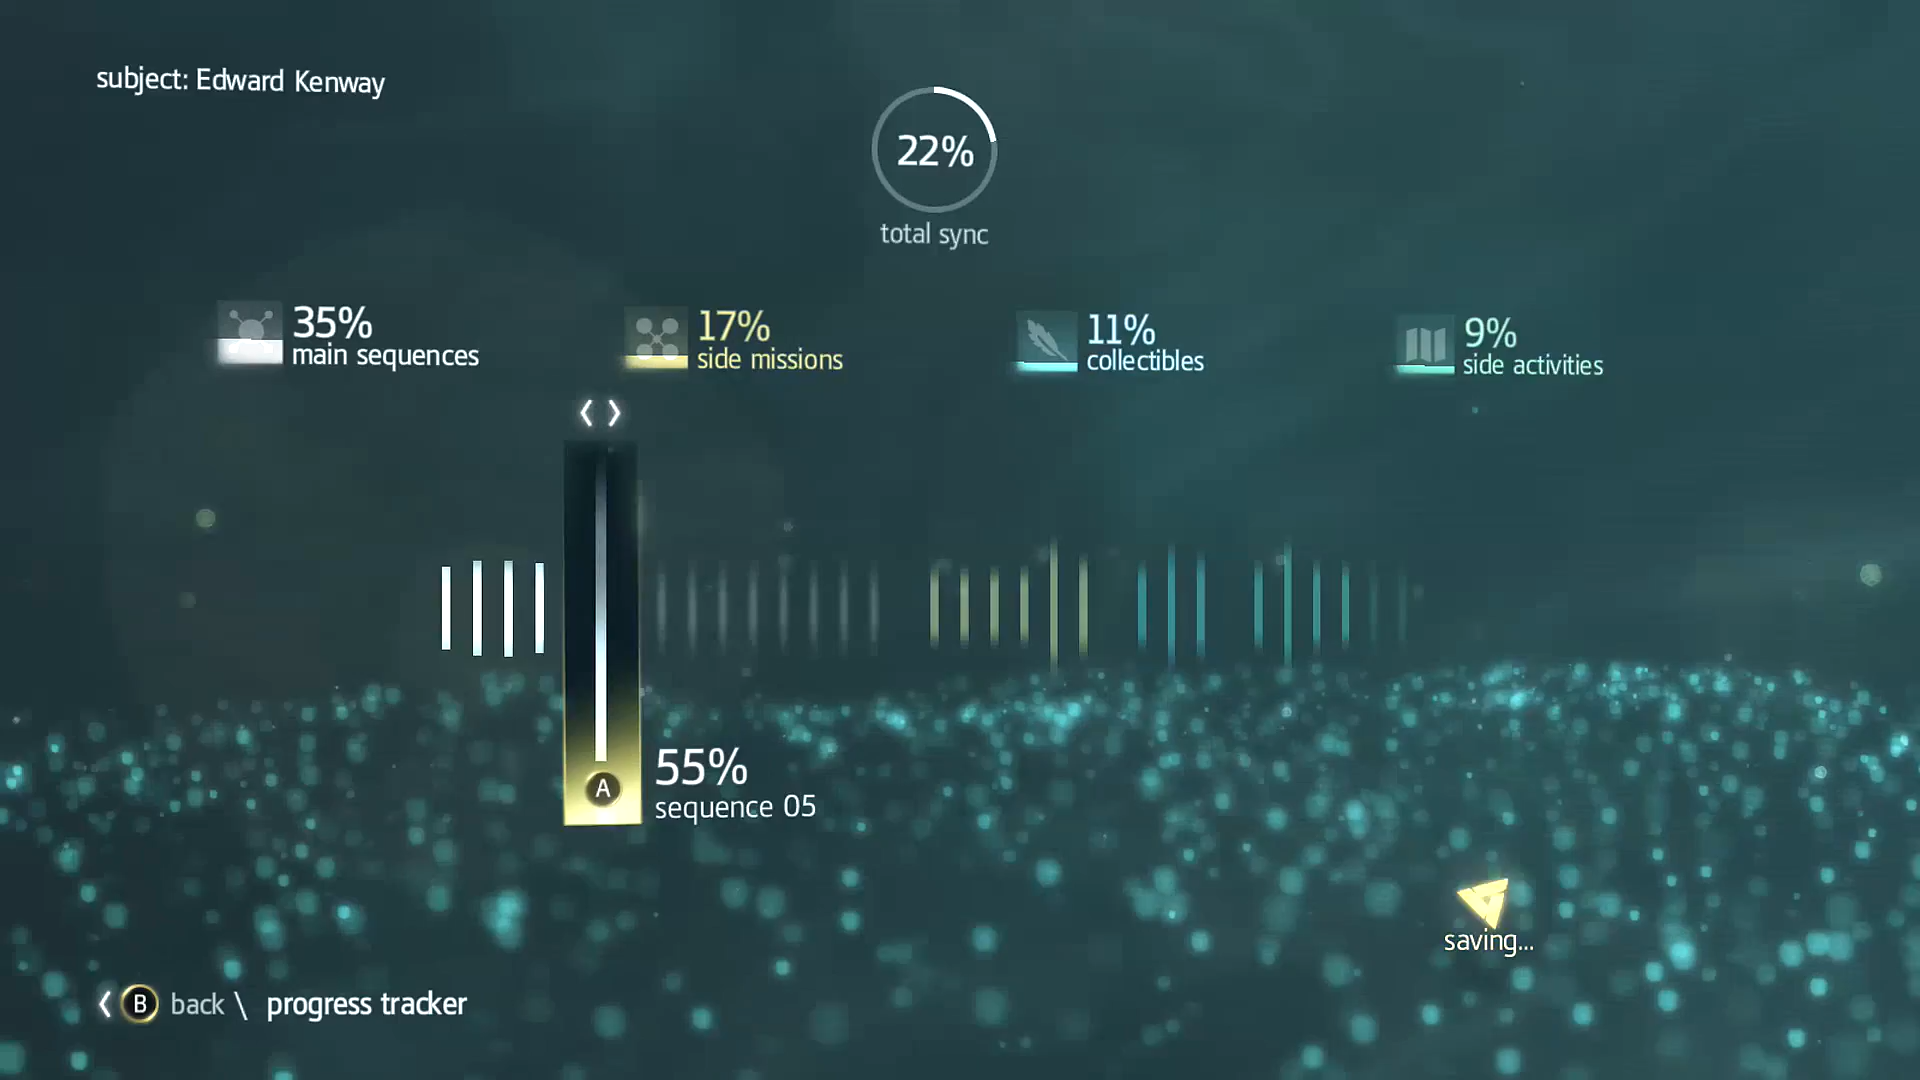 subject: Edward Kenway
22%
total sync
35%
main sequences
17%
side missions
11%
collectibles
9%
side activities
A
55%
sequence 05
saving...
B back \ progress tracker